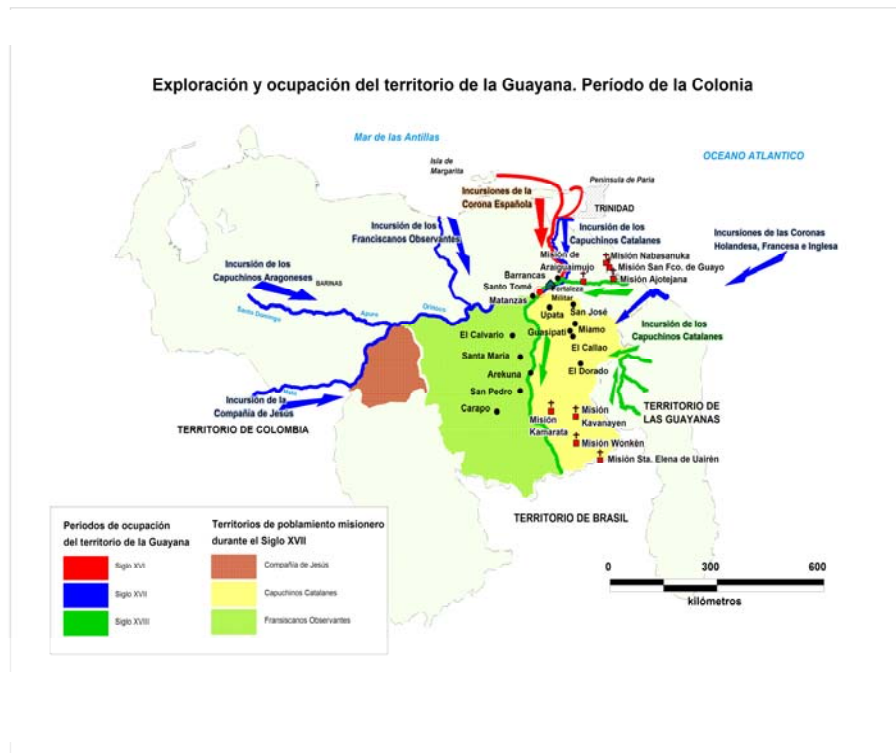 Exploración y ocupación del territorio de la Guayana. Período de la Colonia
Mar de las Antillas
OCEANO ATLANTICO
Isla de
Margarita
Península de Paria
TRINIDAD
Incursiones de la
Corona Española
Incursión de los
Franciscanos Observantes
Incursión de los
Capuchinos Catalanes
Incursiones de las Coronas
Holandesa, Francesa e Inglesa
Misión de
Araiguaimujo
Misión Nabasanuka
Misión San Fco. de Guayo
Misión Ajotejana
Incursión de los
Capuchinos Aragoneses
BARINAS
Barrancas
Santo Tomé
Fortaleza
Militar
Matanzas
Santo Domingo
Apure
Orinoco
Upata
San José
Guasipati
Miamo
El Callao
El Calvario
Incursión de los
Capuchinos Catalanes
Santa María
El Dorado
Arekuna
San Pedro
Carapo
Meta
Incursión de la
Compañía de Jesús
TERRITORIO DE COLOMBIA
Misión
Kamarata
Misión
Kavanayen
TERRITORIO DE
LAS GUAYANAS
Misión Wonkèn
Misión Sta. Elena de Uairèn
TERRITORIO DE BRASIL
Periodos de ocupación
del territorio de la Guayana
Siglo XVI
Siglo XVII
Siglo XVIII
Territorios de poblamiento misionero
durante el Siglo XVII
Compañía de Jesús
Capuchinos Catalanes
Fransiscanos Observantes
0 300 600
kilómetros